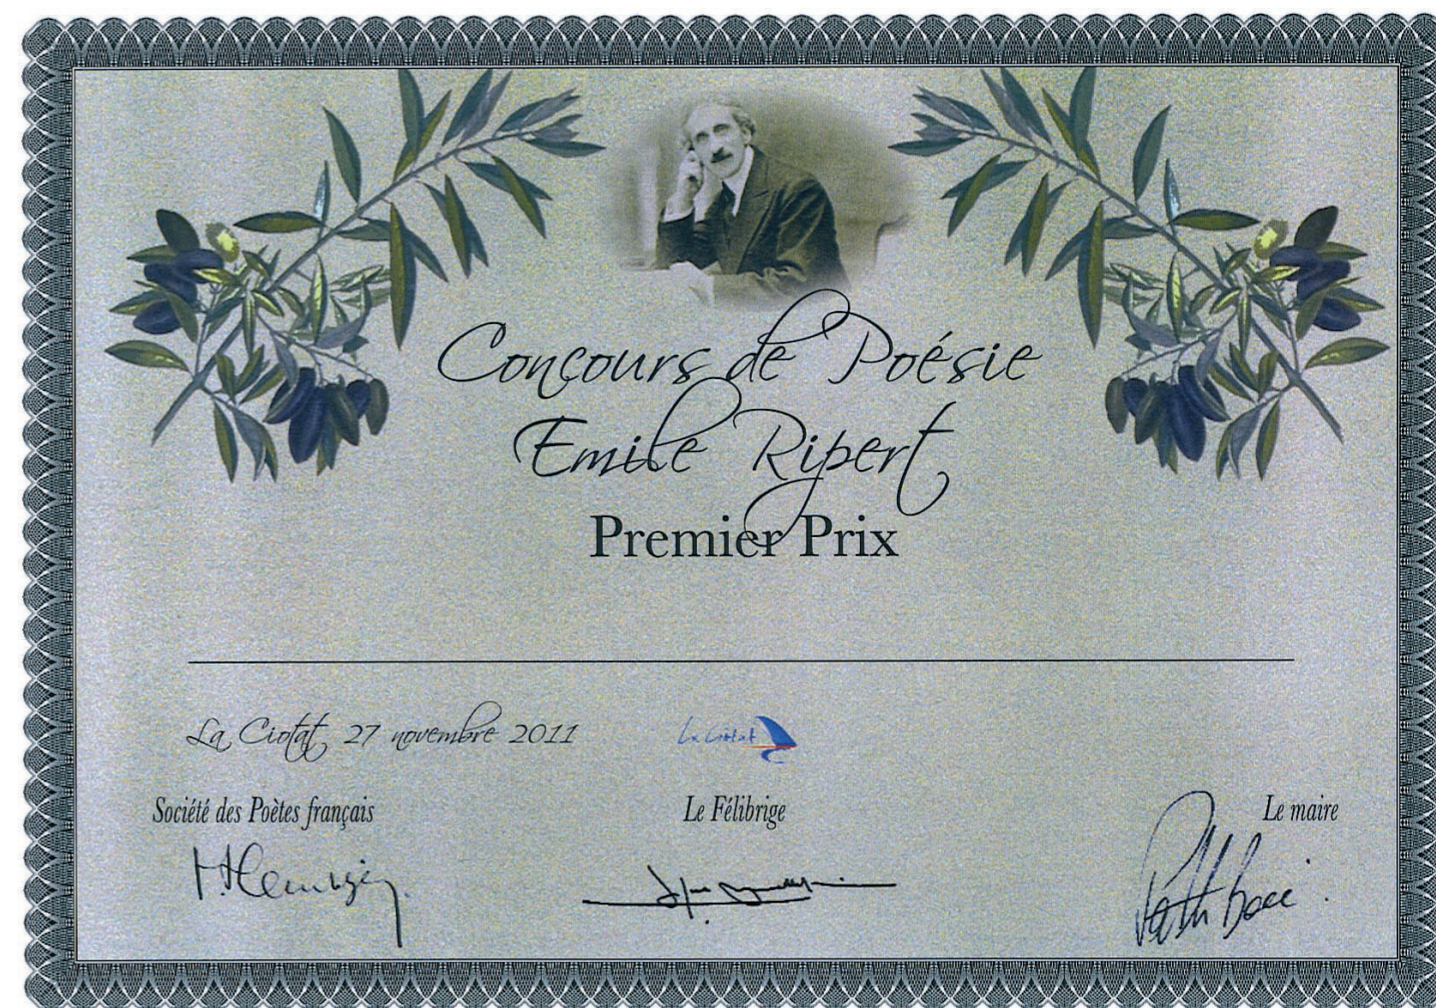 Concours de Poésie
Emile Ripert
Premier Prix
La Ciotat 27 novembre 2011
La Ciotat
Société des Poètes français
Le Félibrige
Le maire